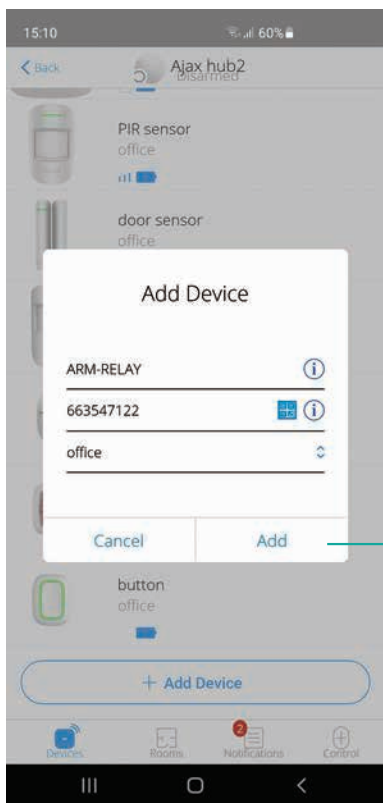 15:10 60%
Back Ajax hub2
Disarmed
PIR sensor
office
door sensor
office
Add Device
ARM-RELAY
663547122
office
Cancel Add
button
office
+ Add Device
2
Devices Rooms Notifications Control